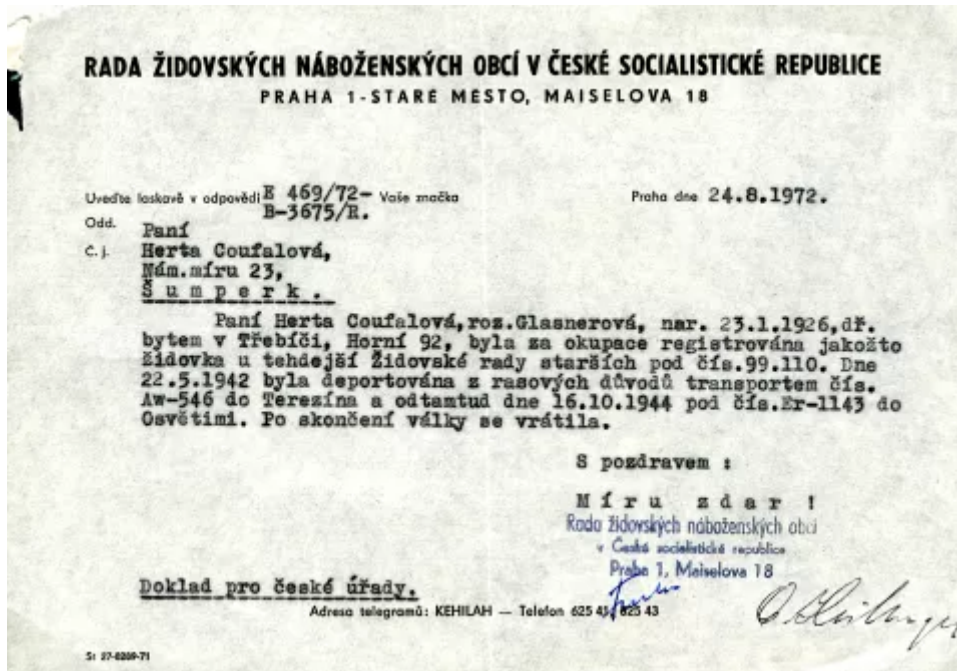 RADA ŽIDOVSKÝCH NÁBOŽENSKÝCH OBCÍ V ČESKÉ SOCIALISTICKÉ REPUBLICE
PRAHA 1-STARÉ MĚSTO, MAISELOVA 18
Uveďte laskavě v odpovědi E 469/72- Vaše značka Praha dne 24.8.1972.
B-3675/R.
Odd. Paní
Č. j. Herta Coufalová,
Nám.míru 23,
Šumperk.
Paní Herta Coufalová,roz.Glasnerová, nar. 23.1.1926,dř.
bytem v Třebíči, Horní 92, byla za okupace registrována jakožto
židovka u tehdejší Židovské rady starších pod čís.99.110. Dne
22.5.1942 byla deportována z rasových důvodů transportem čís.
Aw-546 do Terezína a odtamtud dne 16.10.1944 pod čís.Er-1143 do
Osvětimi. Po skončení války se vrátila.
S pozdravem :
Míru zdar !
Rada židovských náboženských obcí
v České socialistické republice
Praha 1, Maiselova 18
Doklad pro české úřady.
Adresa telegramů: KEHILAH — Telefon 625 43